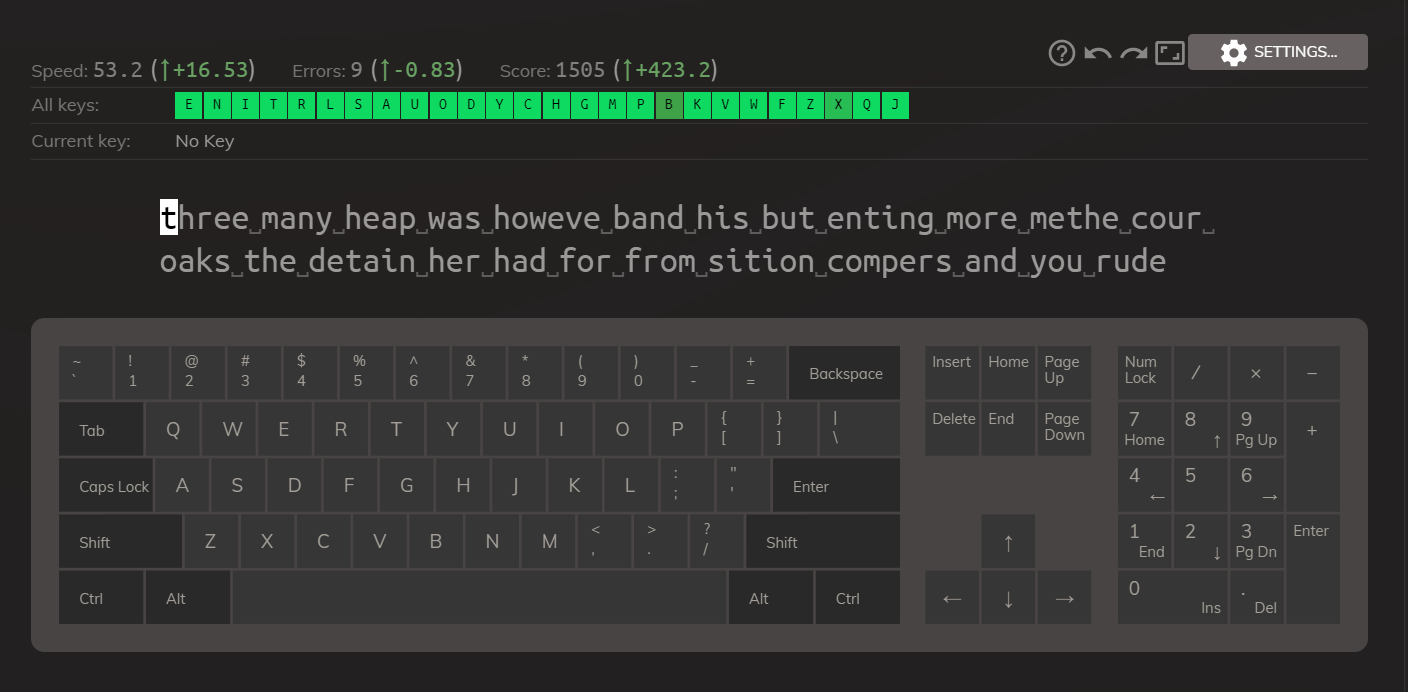 Speed: 53.2 (↑+16.53) Errors: 9 (↑-0.83) Score: 1505 (↑+423.2) SETTINGS...
All keys: E N I T R L S A U O D Y C H G M P B K V W F Z X Q J
Current key: No Key
three␣many␣heap␣was␣howeve␣band␣his␣but␣enting␣more␣methe␣cour␣
oaks␣the␣detain␣her␣had␣for␣from␣sition␣compers␣and␣you␣rude
~ ! @ # $ % ^ & * ( ) _ +
` 1 2 3 4 5 6 7 8 9 0 - = Backspace Insert Home Page Up Num Lock / × −
Tab Q W E R T Y U I O P { [ } ] | \ Delete End Page Down 7 Home 8 ↑ 9 Pg Up +
Caps Lock A S D F G H J K L : ; " ' Enter 4 ← 5 6 →
Shift Z X C V B N M < , > . ? / Shift ↑ 1 End 2 ↓ 3 Pg Dn Enter
Ctrl Alt Alt Ctrl ← ↓ → 0 Ins . Del